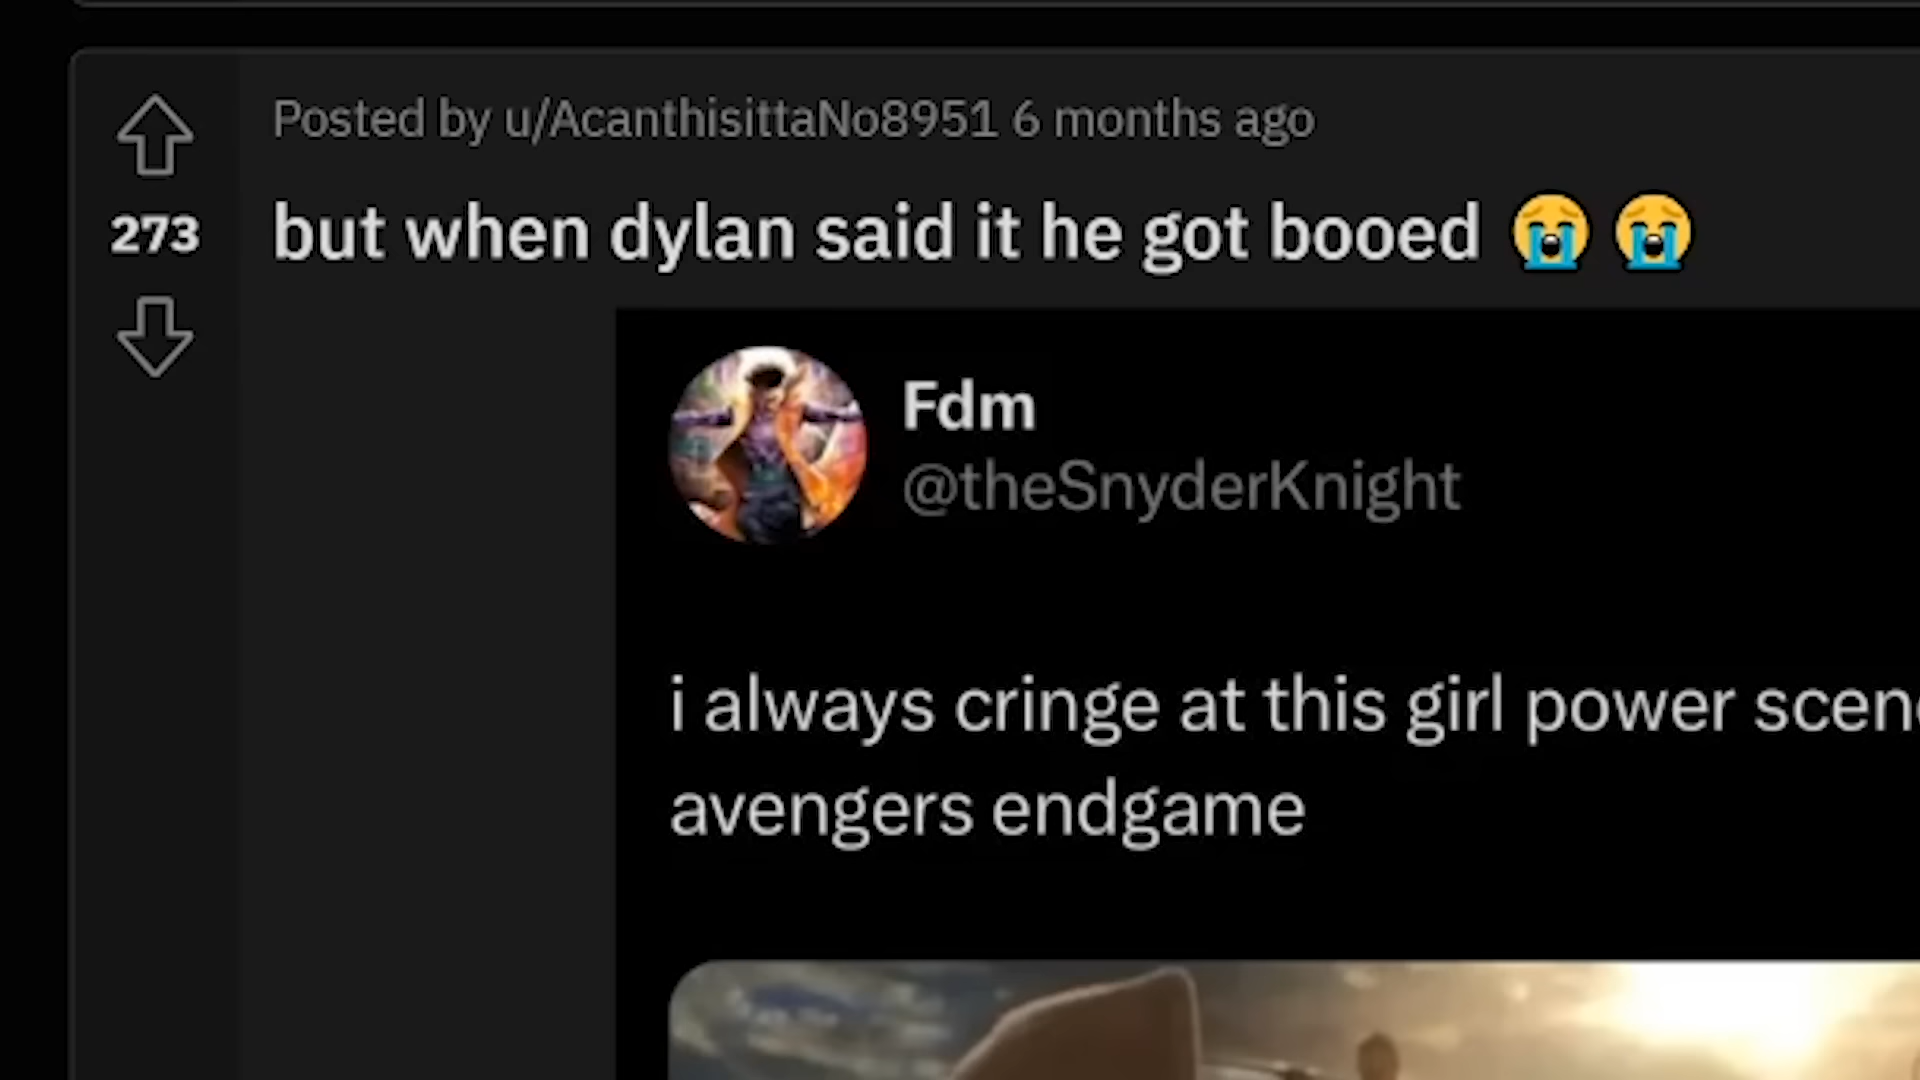 Posted by u/AcanthisittaNo8951 6 months ago
273
but when dylan said it he got booed 😭 😭
Fdm
@theSnyderKnight
i always cringe at this girl power
avengers endgame